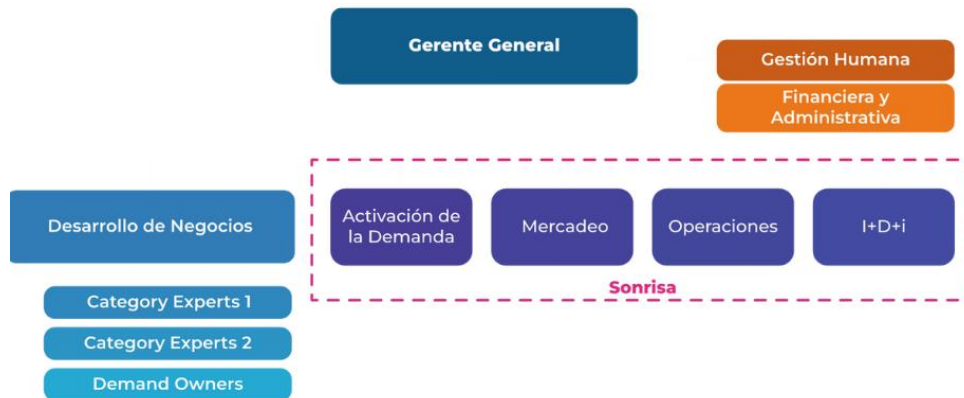 Gerente General
Gestión Humana
Financiera y
Administrativa
Desarrollo de Negocios
Activación de
la Demanda
Mercadeo
Operaciones
I+D+i
Sonrisa
Category Experts 1
Category Experts 2
Demand Owners